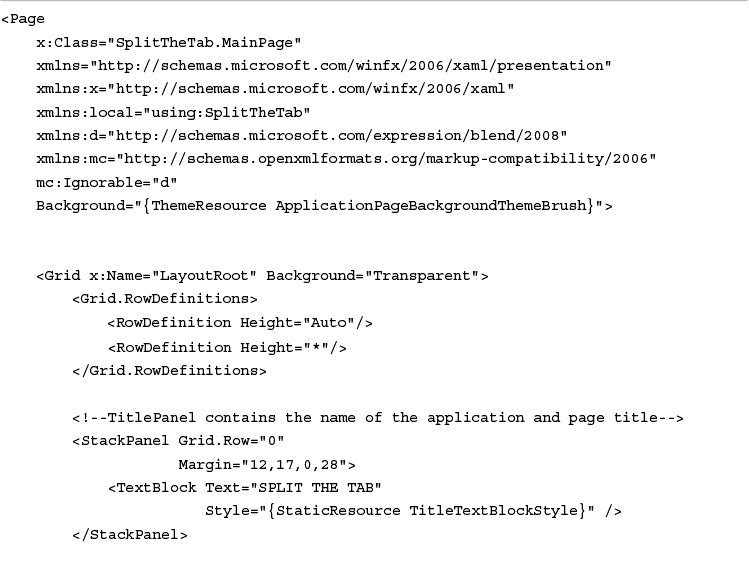 <Page
x:Class="SplitTheTab.MainPage"
xmlns="http://schemas.microsoft.com/winfx/2006/xaml/presentation"
xmlns:x="http://schemas.microsoft.com/winfx/2006/xaml"
xmlns:local="using:SplitTheTab"
xmlns:d="http://schemas.microsoft.com/expression/blend/2008"
xmlns:mc="http://schemas.openxmlformats.org/markup-compatibility/2006"
mc:Ignorable="d"
Background="{ThemeResource ApplicationPageBackgroundThemeBrush}">
<Grid x:Name="LayoutRoot" Background="Transparent">
<Grid.RowDefinitions>
<RowDefinition Height="Auto"/>
<RowDefinition Height="*"/>
</Grid.RowDefinitions>
<!--TitlePanel contains the name of the application and page title-->
<StackPanel Grid.Row="0"
Margin="12,17,0,28">
<TextBlock Text="SPLIT THE TAB"
Style="{StaticResource TitleTextBlockStyle}" />
</StackPanel>